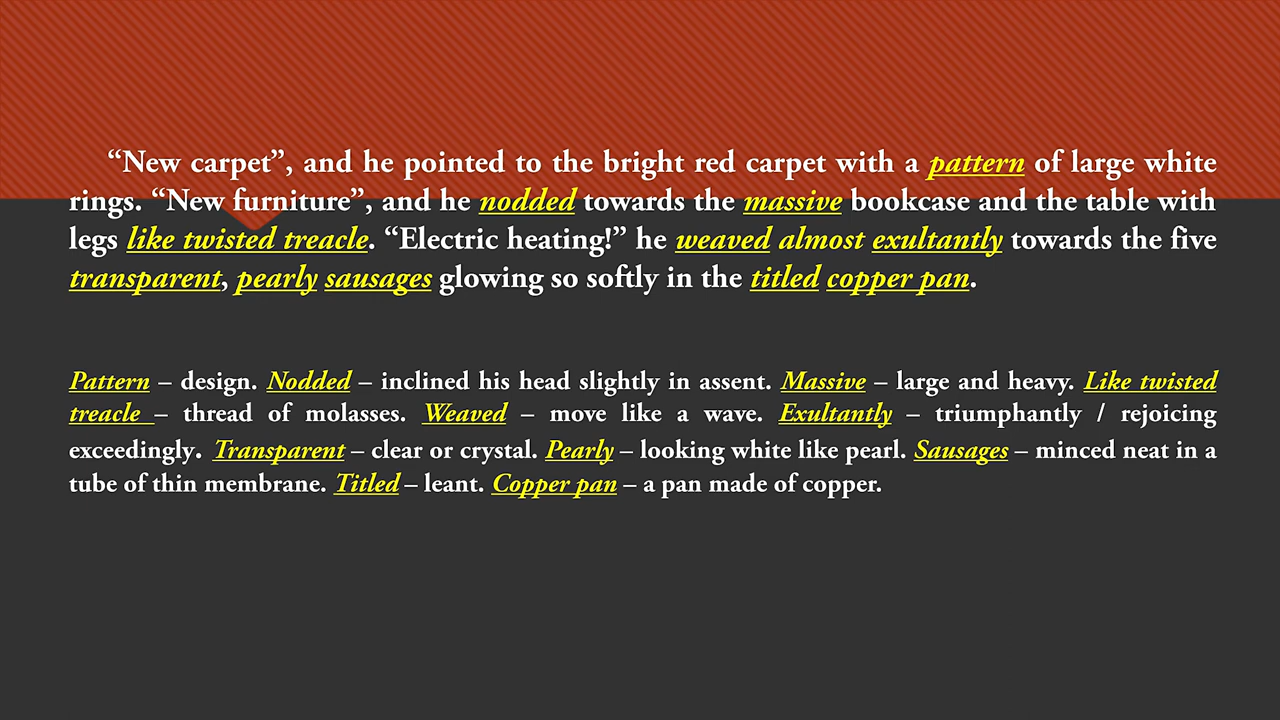 “New carpet”, and he pointed to the bright red carpet with a pattern of large white
rings. “New furniture”, and he nodded towards the massive bookcase and the table with
legs like twisted treacle. “Electric heating!” he weaved almost exultantly towards the five
transparent, pearly sausages glowing so softly in the titled copper pan.
Pattern – design. Nodded – inclined his head slightly in assent. Massive – large and heavy. Like twisted
treacle – thread of molasses. Weaved – move like a wave. Exultantly – triumphantly / rejoicing
exceedingly. Transparent – clear or crystal. Pearly – looking white like pearl. Sausages – minced neat in a
tube of thin membrane. Titled – leant. Copper pan – a pan made of copper.